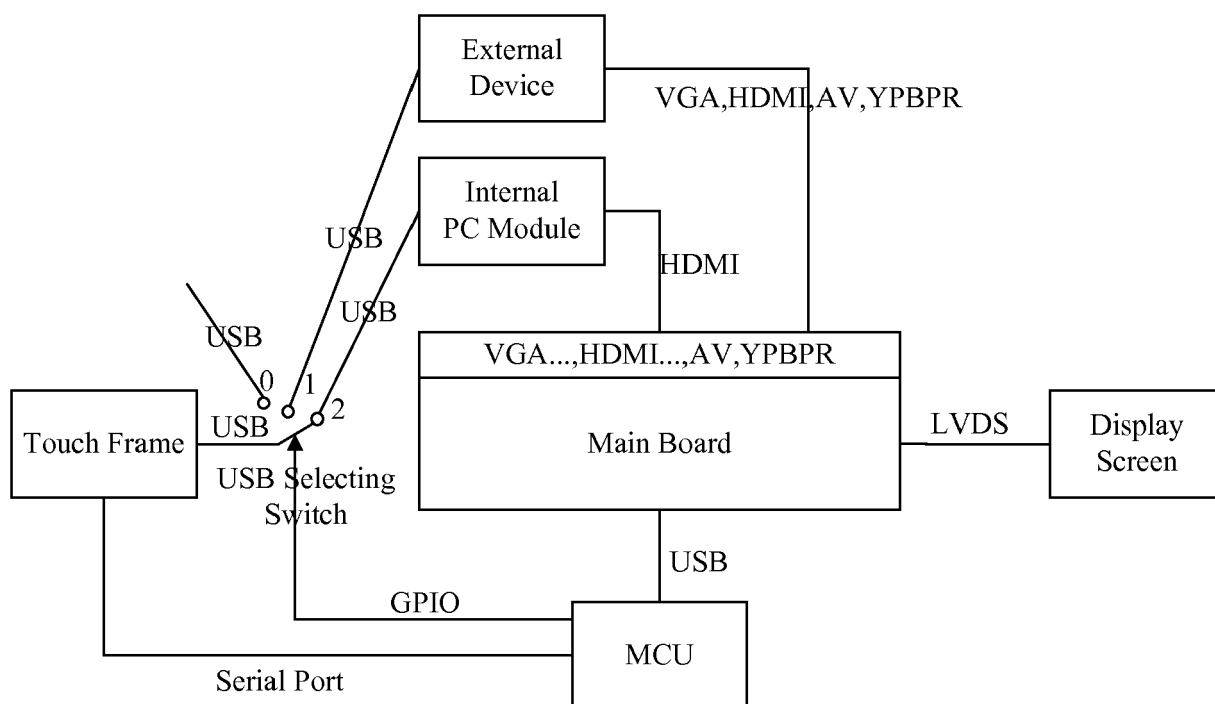 External
Device
VGA,HDMI,AV,YPBPR
Internal
PC Module
USB
HDMI
USB
USB
VGA...,HDMI...,AV,YPBPR
0
1
2
Touch Frame
USB
Main Board
LVDS
Display
Screen
USB Selecting
Switch
USB
GPIO
MCU
Serial Port